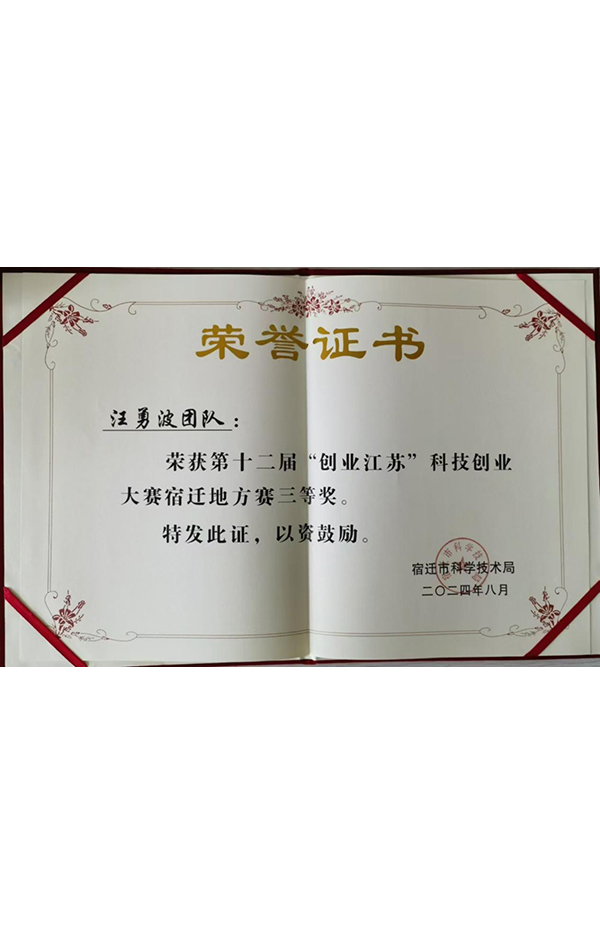 荣誉证书
汪勇波团队：
荣获第十二届“创业江苏”科技创业
大赛宿迁地方赛三等奖。
特发此证，以资鼓励。
宿迁市科学技术局
二〇二四年八月